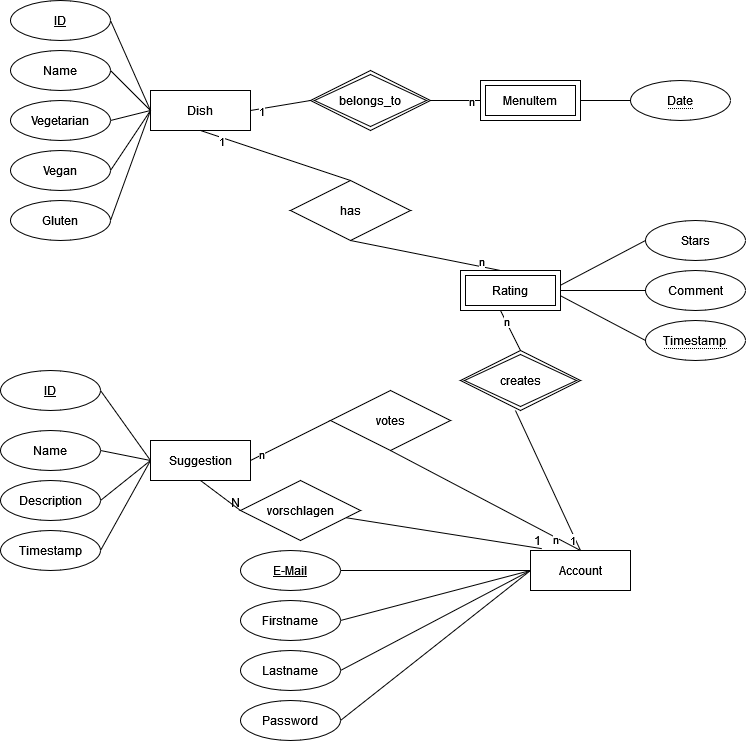 ID
Name
Vegetarian
Vegan
Gluten
Dish
1
belongs_to
n
MenuItem
Date
1
has
n
Rating
Stars
Comment
Timestamp
n
creates
1
ID
Name
Description
Timestamp
Suggestion
n
votes
n
N
vorschlagen
1
Account
E-Mail
Firstname
Lastname
Password